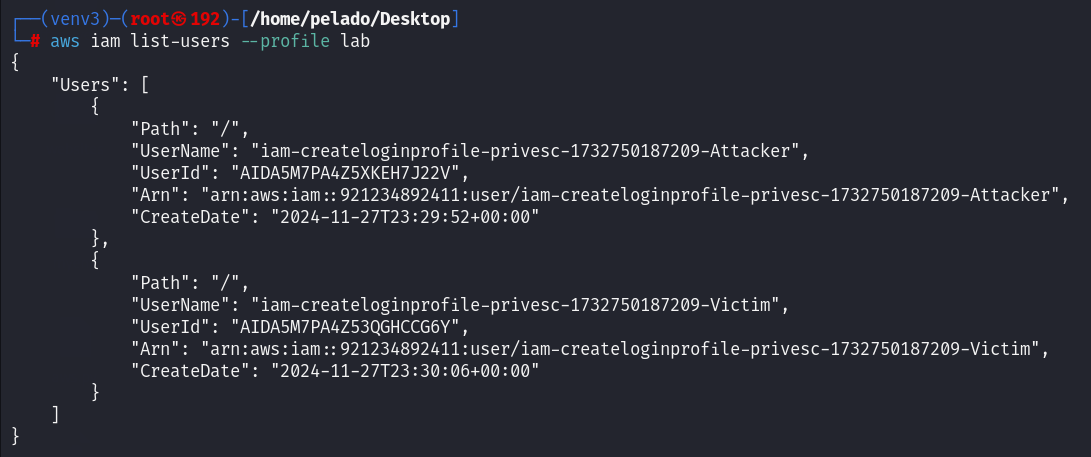 ┌──(venv3)─(root㉿192)-[/home/pelado/Desktop]
└─# aws iam list-users --profile lab
{
    "Users": [
        {
            "Path": "/",
            "UserName": "iam-createloginprofile-privesc-1732750187209-Attacker",
            "UserId": "AIDA5M7PA4Z5XKEH7J22V",
            "Arn": "arn:aws:iam::921234892411:user/iam-createloginprofile-privesc-1732750187209-Attacker",
            "CreateDate": "2024-11-27T23:29:52+00:00"
        },
        {
            "Path": "/",
            "UserName": "iam-createloginprofile-privesc-1732750187209-Victim",
            "UserId": "AIDA5M7PA4Z53QGHCCG6Y",
            "Arn": "arn:aws:iam::921234892411:user/iam-createloginprofile-privesc-1732750187209-Victim",
            "CreateDate": "2024-11-27T23:30:06+00:00"
        }
    ]
}